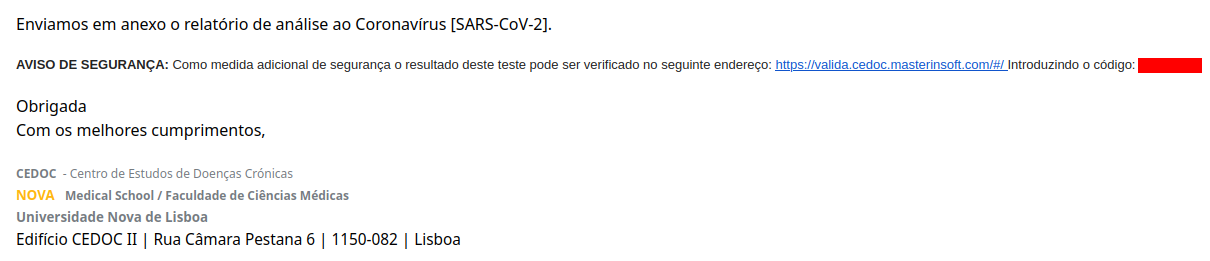 Enviamos em anexo o relatório de análise ao Coronavírus [SARS-CoV-2].
AVISO DE SEGURANÇA: Como medida adicional de segurança o resultado deste teste pode ser verificado no seguinte endereço: https://valida.cedoc.masterinsoft.com/#/ Introduzindo o código:
Obrigada
Com os melhores cumprimentos,
CEDOC - Centro de Estudos de Doenças Crónicas
NOVA Medical School / Faculdade de Ciências Médicas
Universidade Nova de Lisboa
Edifício CEDOC II | Rua Câmara Pestana 6 | 1150-082 | Lisboa